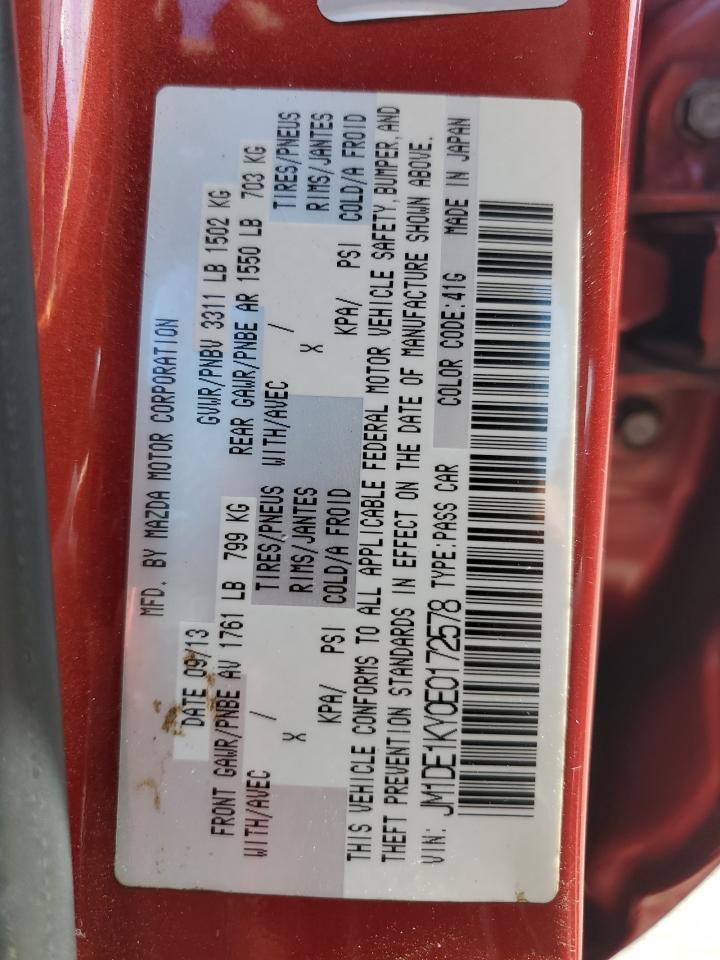 MFD. BY MAZDA MOTOR CORPORATION
DATE 09/13 GVWR/PNBV 3311 LB 1502 KG
FRONT GAWR/PNBE AV 1761 LB 799 KG REAR GAWR/PNBE AR 1550 LB 703 KG
WITH/AVEC / TIRES/PNEUS WITH/AVEC / TIRES/PNEUS
X RIMS/JANTES X RIMS/JANTES
KPA/ PSI COLD/A FROID KPA/ PSI COLD/A FROID
THIS VEHICLE CONFORMS TO ALL APPLICABLE FEDERAL MOTOR VEHICLE SAFETY, BUMPER, AND
THEFT PREVENTION STANDARDS IN EFFECT ON THE DATE OF MANUFACTURE SHOWN ABOVE.
VIN: JM1DE1KY0E0172578 TYPE:PASS CAR COLOR CODE:41G MADE IN JAPAN